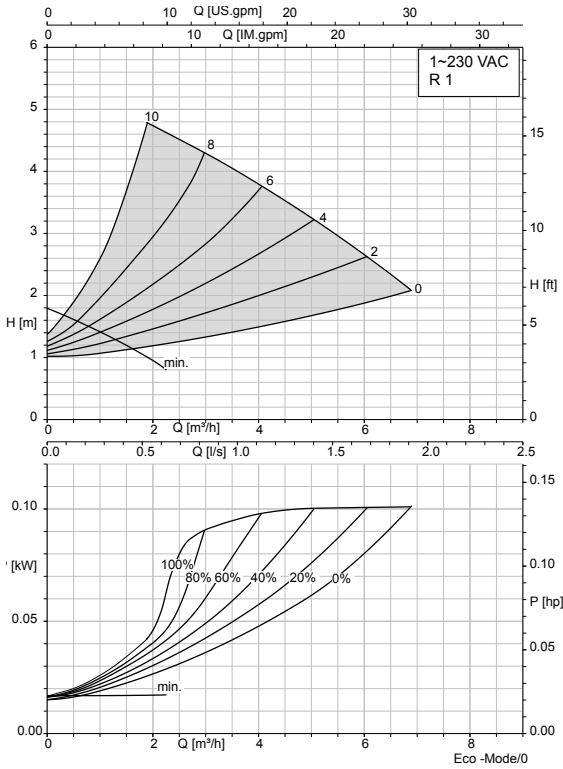 0 10 Q [US.gpm] 20 30
0 Q [IM.gpm] 10 20 30
1~230 VAC
R 1
6
5
4
3
2
H [m]
1
0
10
8
6
4
2
0
min.
15
10
H [ft]
5
0
0 2 Q [m³/h] 4 6 8
0.0 0.5 Q [l/s] 1.0 1.5 2.0 2.5
0.10
[kW]
0.05
0.00
100%
80% 60% 40% 20% 0%
min.
0.15
0.10
P [hp]
0.05
0.00
0 2 Q [m³/h] 4 6 8
Eco -Mode/0